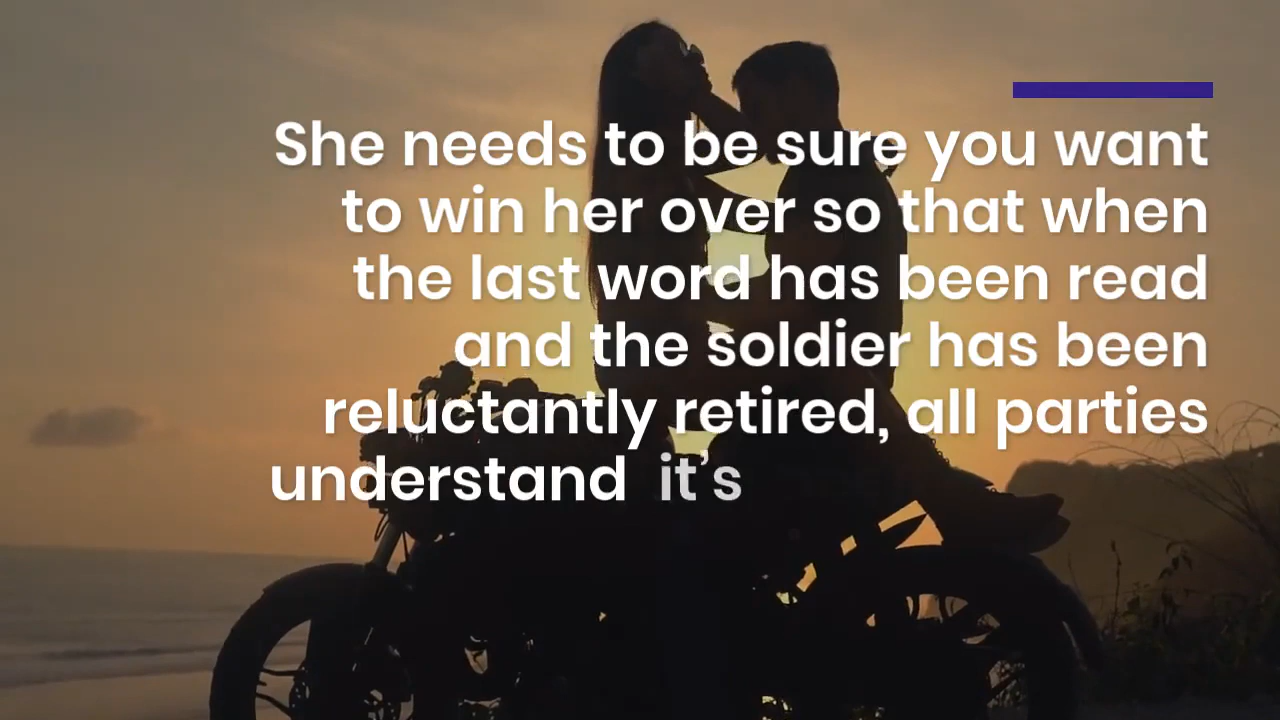 She needs to be sure you want
to win her over so that when
the last word has been read
and the soldier has been
reluctantly retired, all parties
understand it’s